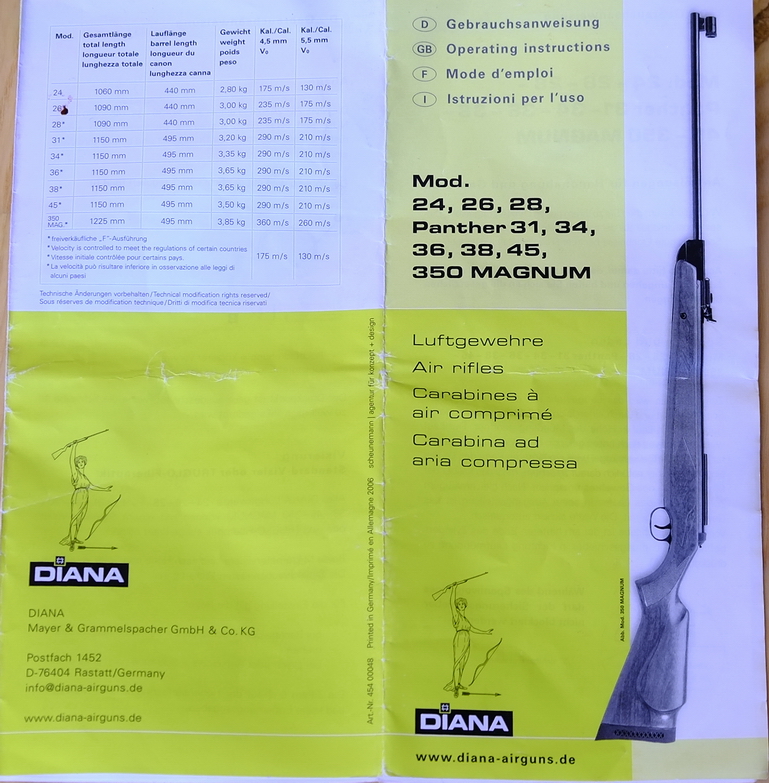 Mod.
Gesamtlänge
total length
longueur totale
lunghezza totale
Lauflänge
barrel length
longueur du
canon
lunghezza canna
Gewicht
weight
poids
peso
Kal./Cal.
4,5 mm
V₀
Kal./Cal.
5,5 mm
V₀
24 1060 mm 440 mm 2,80 kg 175 m/s 130 m/s
26* 1090 mm 440 mm 3,00 kg 235 m/s 175 m/s
28* 1090 mm 440 mm 3,00 kg 235 m/s 175 m/s
31* 1150 mm 495 mm 3,20 kg 290 m/s 210 m/s
34* 1150 mm 495 mm 3,35 kg 290 m/s 210 m/s
36* 1150 mm 495 mm 3,65 kg 290 m/s 210 m/s
38* 1150 mm 495 mm 3,65 kg 290 m/s 210 m/s
45* 1150 mm 495 mm 3,50 kg 290 m/s 210 m/s
350 MAG.* 1225 mm 495 mm 3,85 kg 360 m/s 260 m/s
* freiverkäufliche „F"-Ausführung
* Velocity is controlled to meet the regulations of certain countries
* Vitesse initiale contrôlée pour certains pays.
* La velocità può risultare inferiore in osservazione alle leggi di
alcuni paesi
175 m/s 130 m/s
Technische Änderungen vorbehalten/Technical modification rights reserved/
Sous réserves de modification technique/Dritti di modifica tecnica riservati
DIANA
DIANA
Mayer & Grammelspacher GmbH & Co. KG
Postfach 1452
D-76404 Rastatt/Germany
info@diana-airguns.de
www.diana-airguns.de
Art.-Nr. 454 00048 Printed in Germany/Imprimé en Allemagne 2006 scheunemann | agentur für konzept + design
D Gebrauchsanweisung
GB Operating instructions
F Mode d'emploi
I Istruzioni per l'uso
Mod.
24, 26, 28,
Panther 31, 34,
36, 38, 45,
350 MAGNUM
Luftgewehre
Air rifles
Carabines à
air comprimé
Carabina ad
aria compressa
Abb. Mod. 350 MAGNUM
DIANA
www.diana-airguns.de